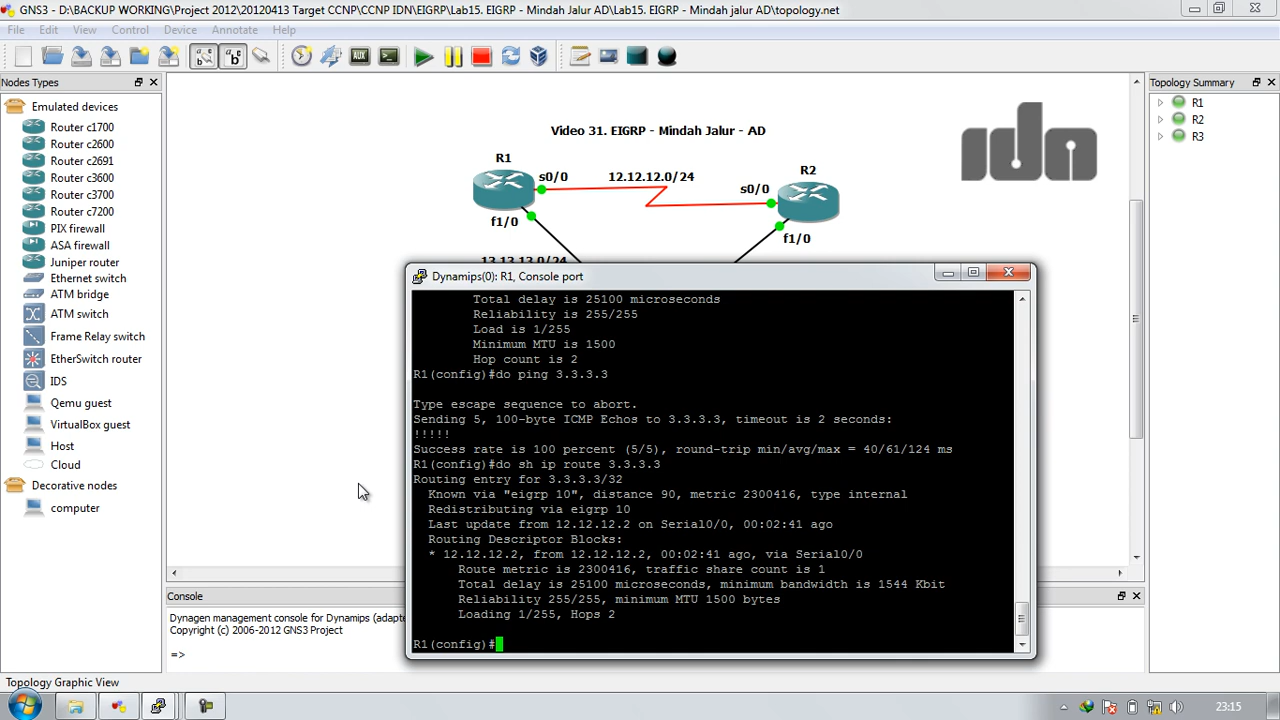 GNS3 - D:\BACKUP WORKING\Project 2012\20120413 Target CCNP\CCNP IDN\EIGRP\Lab15. EIGRP - Mindah Jalur AD\Lab15. EIGRP - Mindah jalur AD\topology.net
File Edit View Control Device Annotate Help
Nodes Types
Emulated devices
Router c1700
Router c2600
Router c2691
Router c3600
Router c3700
Router c7200
PIX firewall
ASA firewall
Juniper router
Ethernet switch
ATM bridge
ATM switch
Frame Relay switch
EtherSwitch router
IDS
Qemu guest
VirtualBox guest
Host
Cloud
Decorative nodes
computer
AUX
Video 31. EIGRP - Mindah Jalur - AD
idn
R1
s0/0
12.12.12.0/24
R2
s0/0
f1/0
f1/0
13.13.13.0/24
Topology Summary
R1
R2
R3
Dynamips(0): R1, Console port
Total delay is 25100 microseconds
Reliability is 255/255
Load is 1/255
Minimum MTU is 1500
Hop count is 2
R1(config)#do ping 3.3.3.3
Type escape sequence to abort.
Sending 5, 100-byte ICMP Echos to 3.3.3.3, timeout is 2 seconds:
!!!!!
Success rate is 100 percent (5/5), round-trip min/avg/max = 40/61/124 ms
R1(config)#do sh ip route 3.3.3.3
Routing entry for 3.3.3.3/32
Known via "eigrp 10", distance 90, metric 2300416, type internal
Redistributing via eigrp 10
Last update from 12.12.12.2 on Serial0/0, 00:02:41 ago
Routing Descriptor Blocks:
* 12.12.12.2, from 12.12.12.2, 00:02:41 ago, via Serial0/0
Route metric is 2300416, traffic share count is 1
Total delay is 25100 microseconds, minimum bandwidth is 1544 Kbit
Reliability 255/255, minimum MTU 1500 bytes
Loading 1/255, Hops 2
R1(config)#
Console
Dynagen management console for Dynamips (adapte
Copyright (c) 2006-2012 GNS3 Project
=>
Topology Graphic View
23:15